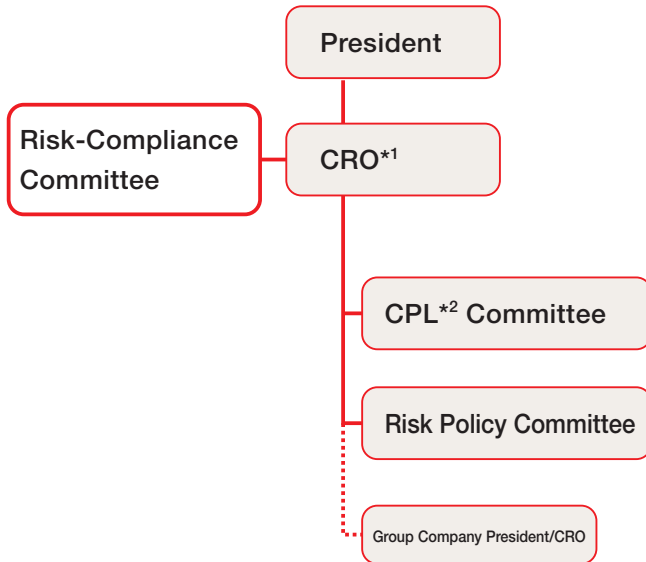 President
Risk-Compliance
Committee
CRO*1
CPL*2 Committee
Risk Policy Committee
Group Company President/CRO